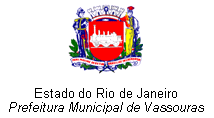 Estado do Rio de Janeiro
Prefeitura Municipal de Vassouras